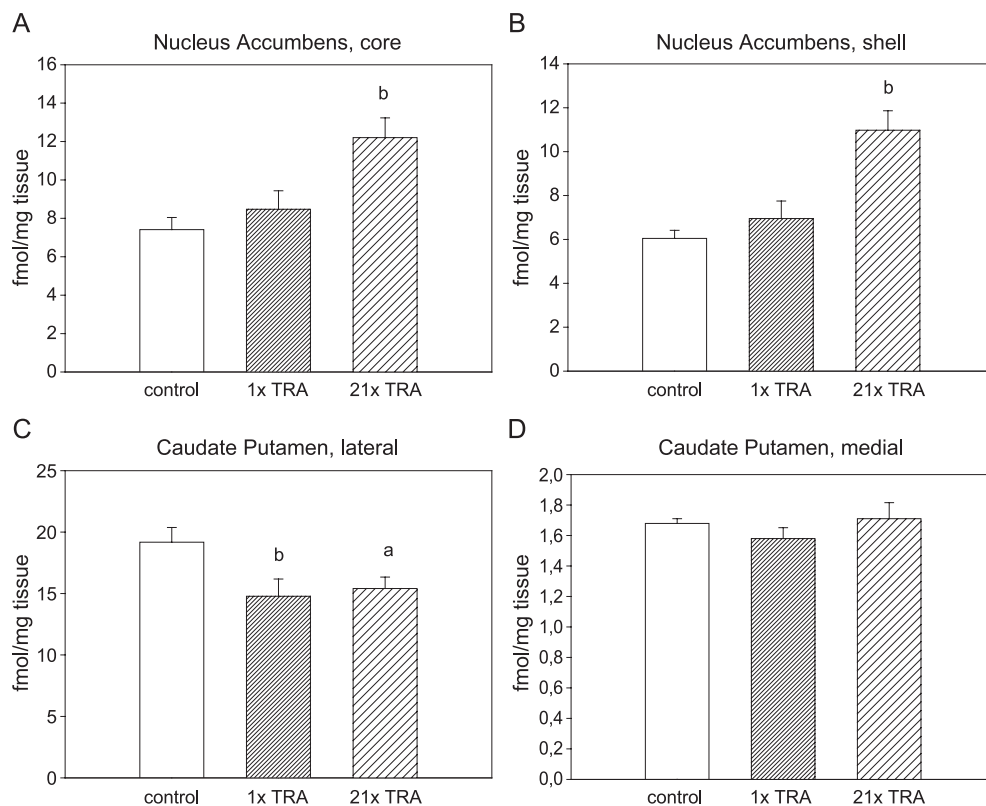 A
Nucleus Accumbens, core
fmol/mg tissue
16
14
12
10
8
6
4
2
0
b
control
1x TRA
21x TRA
B
Nucleus Accumbens, shell
fmol/mg tissue
14
12
10
8
6
4
2
0
b
control
1x TRA
21x TRA
C
Caudate Putamen, lateral
fmol/mg tissue
25
20
15
10
5
0
b
a
control
1x TRA
21x TRA
D
Caudate Putamen, medial
fmol/mg tissue
2,0
1,8
1,6
1,4
1,2
1,0
0,8
0,6
0,4
0,2
0,0
control
1x TRA
21x TRA